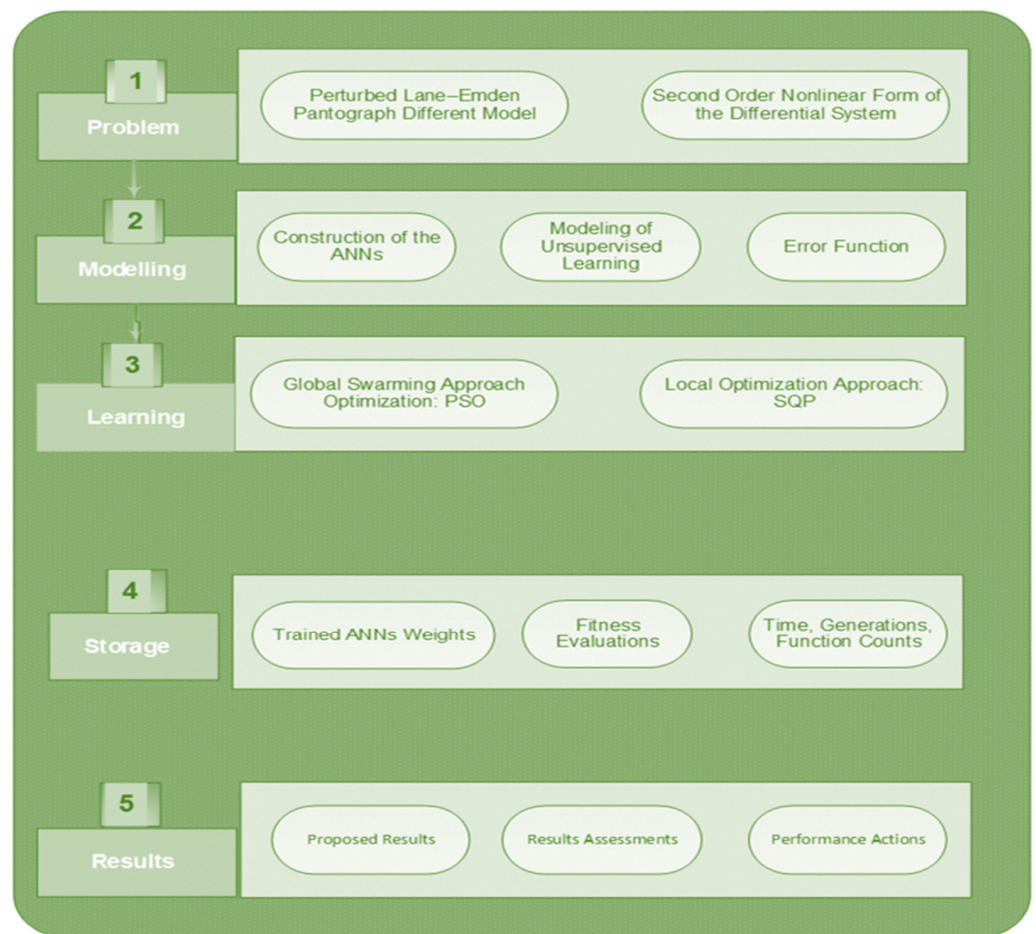 1
Problem
Perturbed Lane–Emden
Pantograph Different Model
Second Order Nonlinear Form of
the Differential System
2
Modelling
Construction of the
ANNs
Modeling of
Unsupervised
Learning
Error Function
3
Learning
Global Swarming Approach
Optimization: PSO
Local Optimization Approach:
SQP
4
Storage
Trained ANNs Weights
Fitness
Evaluations
Time, Generations,
Function Counts
5
Results
Proposed Results
Results Assessments
Performance Actions